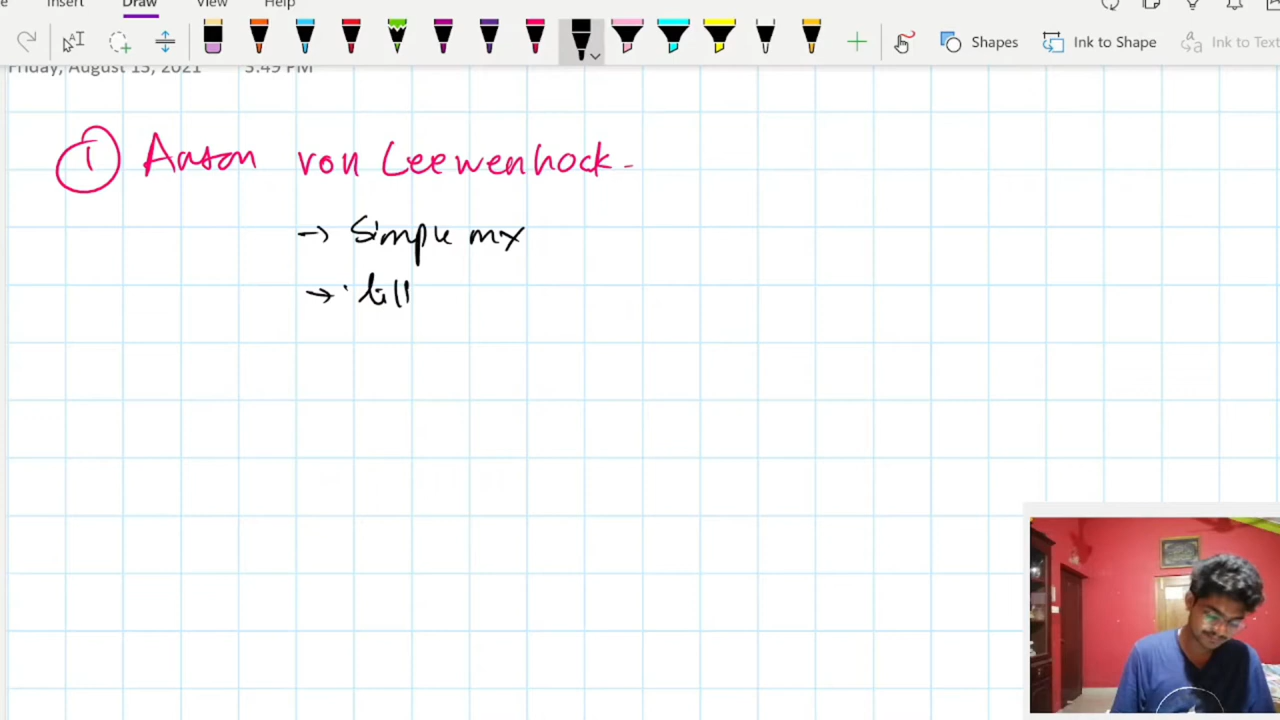 Insert Draw View Help
Shapes Ink to Shape Ink to Text
Friday, August 13, 2021 3:49 PM
① Anton von Leewenhock -
→ Simple mx
→ lill